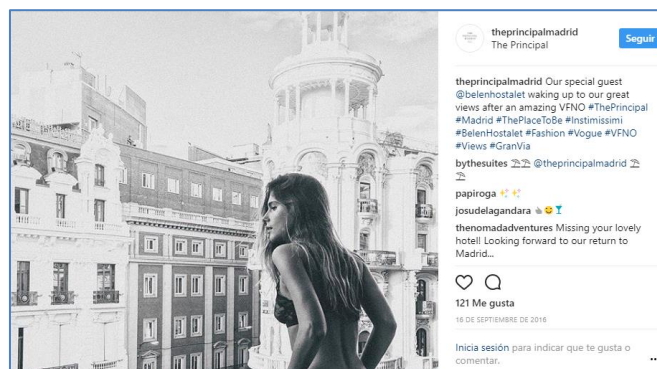 theprincipalmadrid
The Principal
Seguir
theprincipalmadrid Our special guest
@belenhostalet waking up to our great
views after an amazing VFNO #ThePrincipal
#Madrid #ThePlaceToBe #Instimissimi
#BelenHostalet #Fashion #Vogue #VFNO
#Views #GranVia
bythesuites ⛱⛱ @theprincipalmadrid ⛱
⛱
papiroga ✨✨
josudelagandara 👍😀🍸
thenomadadventures Missing your lovely
hotel! Looking forward to our return to
Madrid...
121 Me gusta
16 DE SEPTIEMBRE DE 2016
Inicia sesión para indicar que te gusta o
comentar.